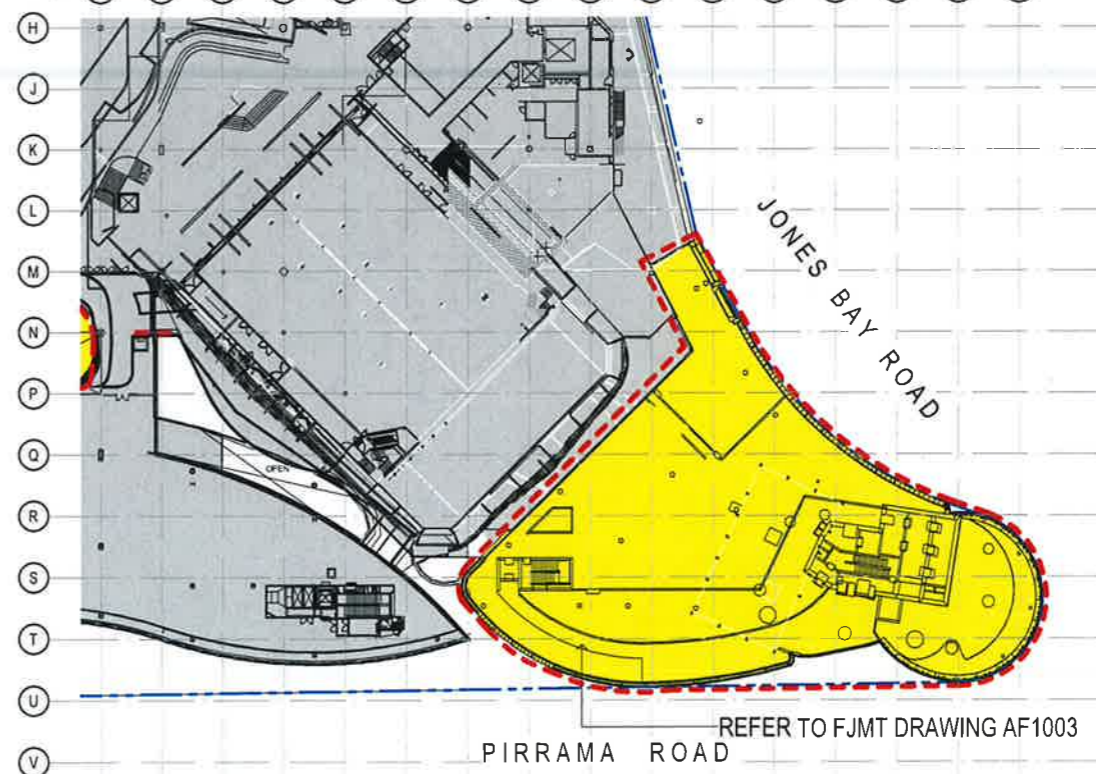 H
J
K
L
M
N
P
Q
R
S
T
U
V
JONES BAY ROAD
OPEN
REFER TO FJMT DRAWING AF1003
PIRRAMA ROAD